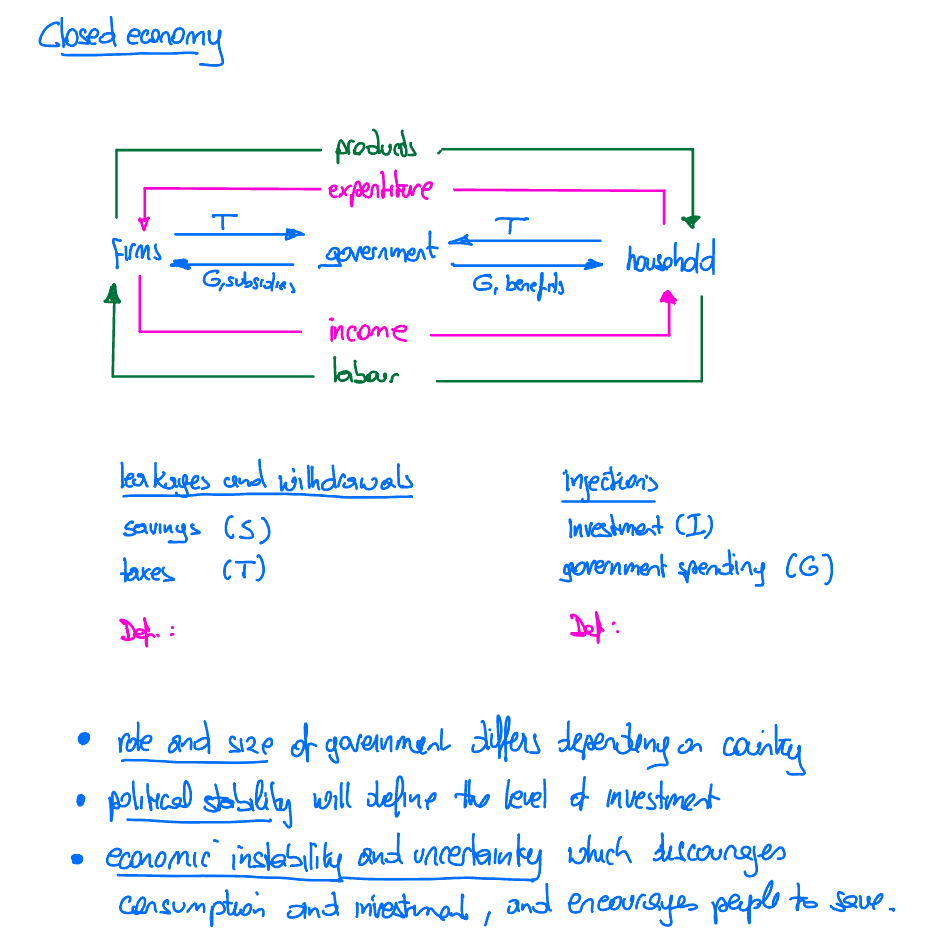 Closed economy
products
expentiture
T
T
Firms
government
household
G, subsidies
G, benefits
income
labour
leakages and withdrawals
Injections
savings (S)
Investment (I)
taxes (T)
government spending (G)
Def.:
Def.:
• role and size of government differs depending on country
• political stability will define the level of investment
• economic instability and uncertainky which discourages
consumption and investment, and encourages people to save.